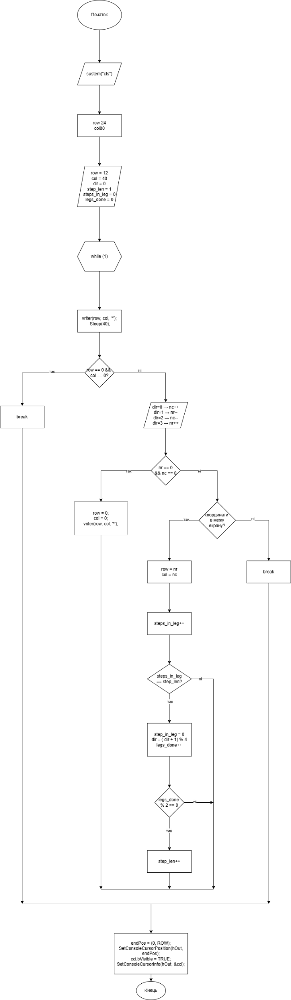 Початок
sustem("cls")
row 24
col80
row = 12
col = 40
dir = 0
step_len = 1
steps_in_leg = 0
legs_done = 0
while (1)
vriter(row, col, '*');
Sleep(40);
row == 0 &&
col == 0?
так
ні
break
dir=0 → nc++
dir=1 → nr--
dir=2 → nc--
dir=3 → nr++
nr == 0
&& nc == 0
так
ні
row = 0;
col = 0;
vriter(row, col, '*');
координати
в межу
екрану?
так
ні
row = nr
col = nc
break
steps_in_leg++
steps_in_leg
== step_len?
ні
так
step_in_leg = 0
dir = ( dir + 1) % 4
legs_done++
legs_done
% 2 == 0
ні
так
step_len++
endPos = (0, ROW);
SetConsoleCursorPosition(hOut,
endPos);
cci.bVisible = TRUE;
SetConsoleCursorInfo(hOut, &cci);
кінець